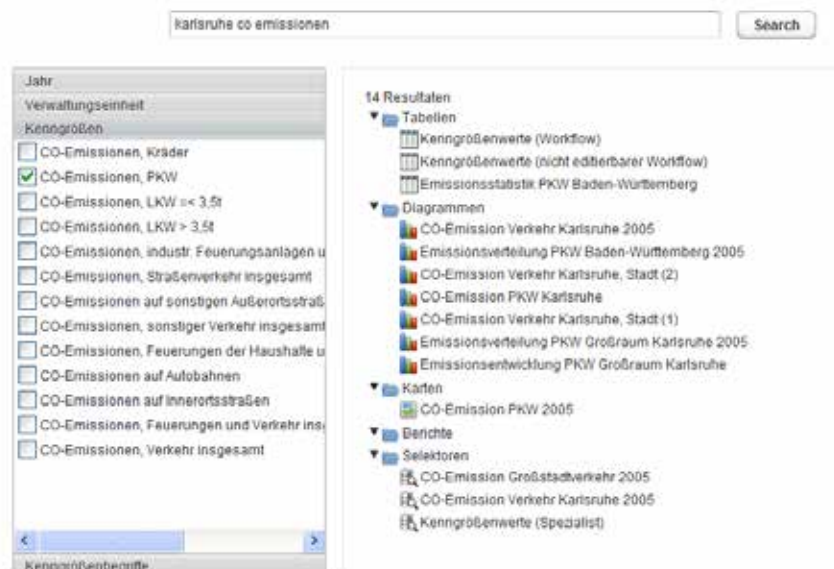 karlsruhe co emissionen
Search
Jahr
Verwaltungseinheit
Kenngrößen
CO-Emissionen, Kräder
CO-Emissionen, PKW
CO-Emissionen, LKW =< 3,5t
CO-Emissionen, LKW > 3,5t
CO-Emissionen, industr. Feuerungsanlagen u
CO-Emissionen, Straßenverkehr insgesamt
CO-Emissionen auf sonstigen Außerortsstraß
CO-Emissionen, sonstiger Verkehr insgesamt
CO-Emissionen, Feuerungen der Haushalte u
CO-Emissionen auf Autobahnen
CO-Emissionen auf Innerortsstraßen
CO-Emissionen, Feuerungen und Verkehr ins
CO-Emissionen, Verkehr insgesamt
Kenngrößenbegriffe
14 Resultaten
Tabellen
Kenngrößenwerte (Workflow)
Kenngrößenwerte (nicht editierbarer Workflow)
Emissionsstatistik PKW Baden-Württemberg
Diagrammen
CO-Emission Verkehr Karlsruhe 2005
Emissionsverteilung PKW Baden-Württemberg 2005
CO-Emission Verkehr Karlsruhe, Stadt (2)
CO-Emission PKW Karlsruhe
CO-Emission Verkehr Karlsruhe, Stadt (1)
Emissionsverteilung PKW Großraum Karlsruhe 2005
Emissionsentwicklung PKW Großraum Karlsruhe
Karten
CO-Emission PKW 2005
Berichte
Selektoren
CO-Emission Großstadtverkehr 2005
CO-Emission Verkehr Karlsruhe 2005
Kenngrößenwerte (Spezialist)